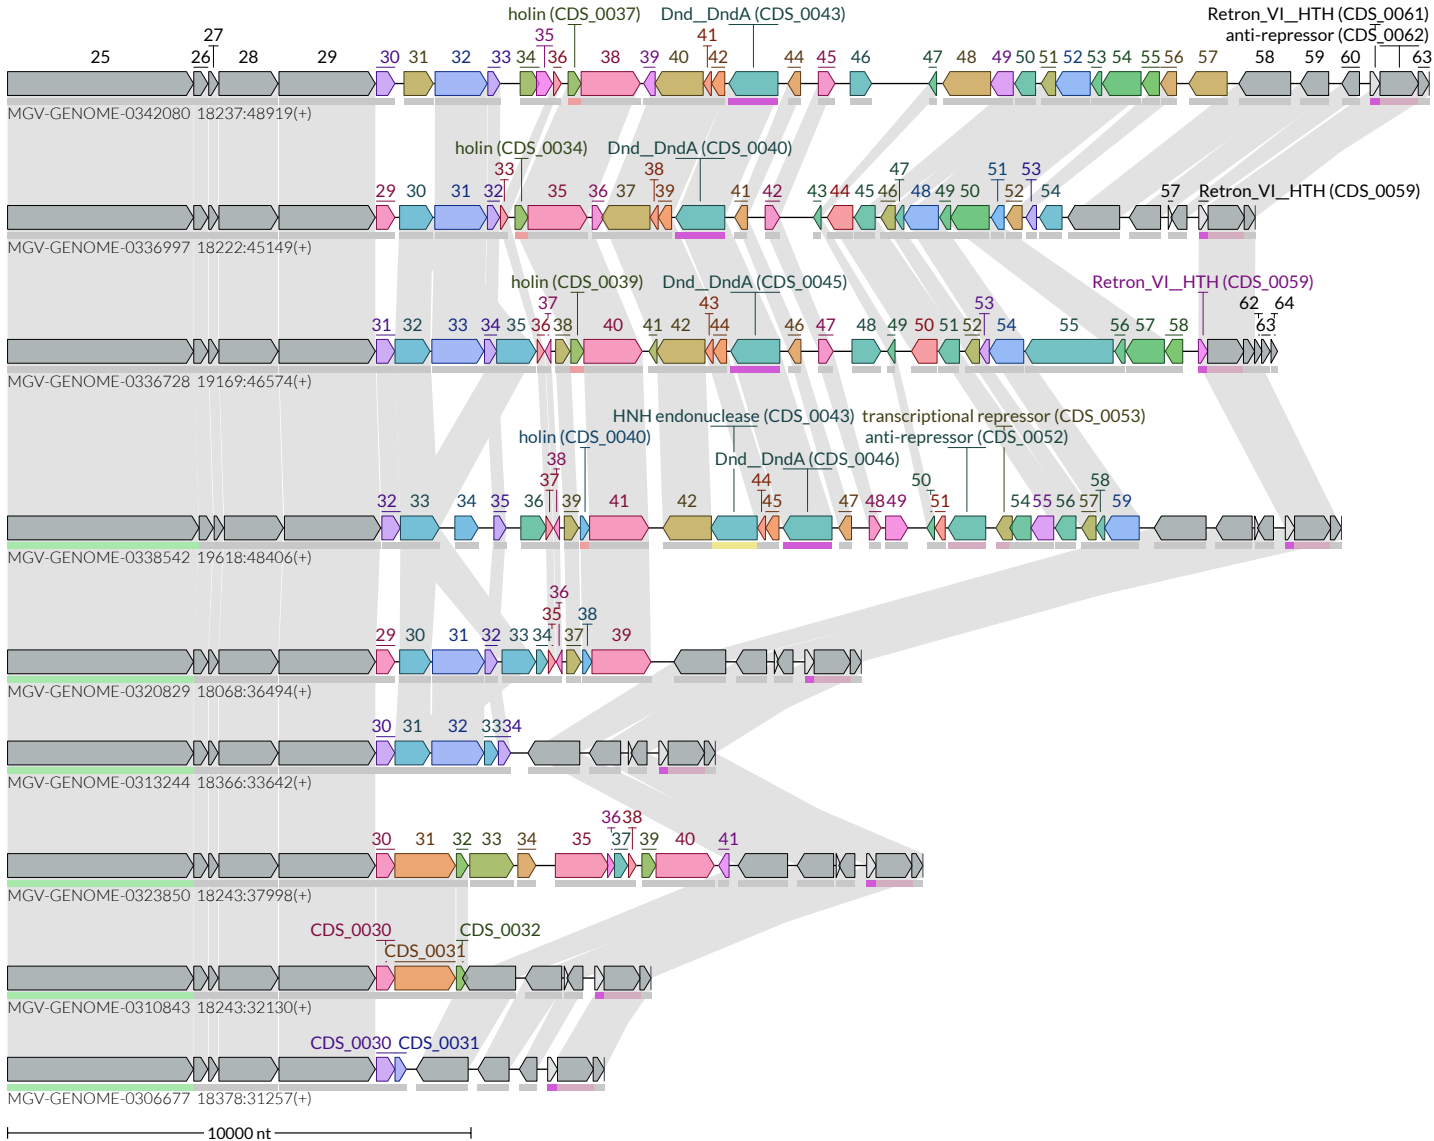 holin (CDS_0037) Dnd__DndA (CDS_0043) Retron_VI__HTH (CDS_0061)
27 35 41 anti-repressor (CDS_0062)
25 26 28 29 30 31 32 33 34 36 38 39 40 42 44 45 46 47 48 49 50 51 52 53 54 55 56 57 58 59 60 63
MGV-GENOME-0342080 18237:48919(+)
holin (CDS_0034) Dnd__DndA (CDS_0040)
33 38 47 51 53
29 30 31 32 35 36 37 39 41 42 43 44 45 46 48 49 50 52 54 57 Retron_VI__HTH (CDS_0059)
MGV-GENOME-0336997 18222:45149(+)
holin (CDS_0039) Dnd__DndA (CDS_0045) Retron_VI__HTH (CDS_0059)
37 43 53 62 64
31 32 33 34 35 36 38 40 41 42 44 46 47 48 49 50 51 52 54 55 56 57 58 63
MGV-GENOME-0336728 19169:46574(+)
HNH endonuclease (CDS_0043) transcriptional repressor (CDS_0053)
holin (CDS_0040) anti-repressor (CDS_0052)
38 Dnd__DndA (CDS_0046)
37 44 50 58
32 33 34 35 36 39 41 42 45 47 48 49 51 54 55 56 57 59
MGV-GENOME-0338542 19618:48406(+)
36
35 38
29 30 31 32 33 34 37 39
MGV-GENOME-0320829 18068:36494(+)
30 31 32 33 34
MGV-GENOME-0313244 18366:33642(+)
36 38
30 31 32 33 34 35 37 39 40 41
MGV-GENOME-0323850 18243:37998(+)
CDS_0030 CDS_0032
CDS_0031
MGV-GENOME-0310843 18243:32130(+)
CDS_0030 CDS_0031
MGV-GENOME-0306677 18378:31257(+)
10000 nt